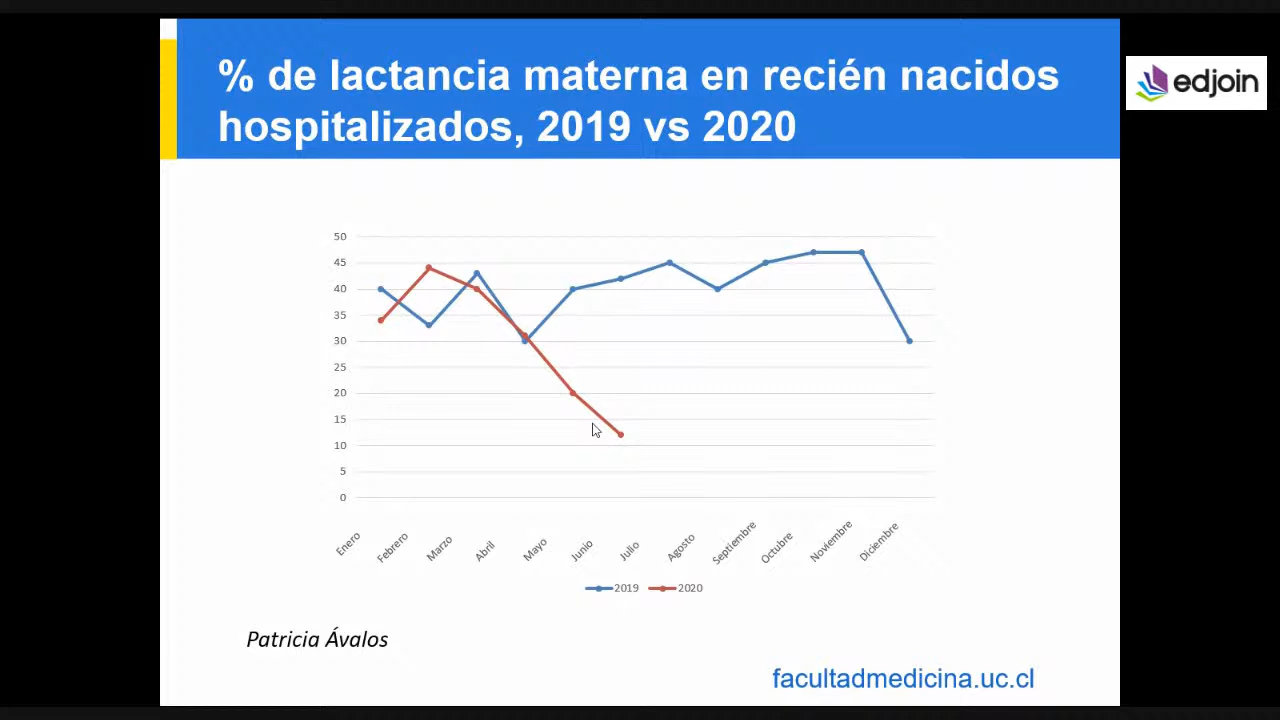 % de lactancia materna en recién nacidos
hospitalizados, 2019 vs 2020
edjoin
50
45
40
35
30
25
20
15
10
5
0
Enero
Febrero
Marzo
Abril
Mayo
Junio
Julio
Agosto
Septiembre
Octubre
Noviembre
Diciembre
2019 2020
Patricia Ávalos
facultadmedicina.uc.cl